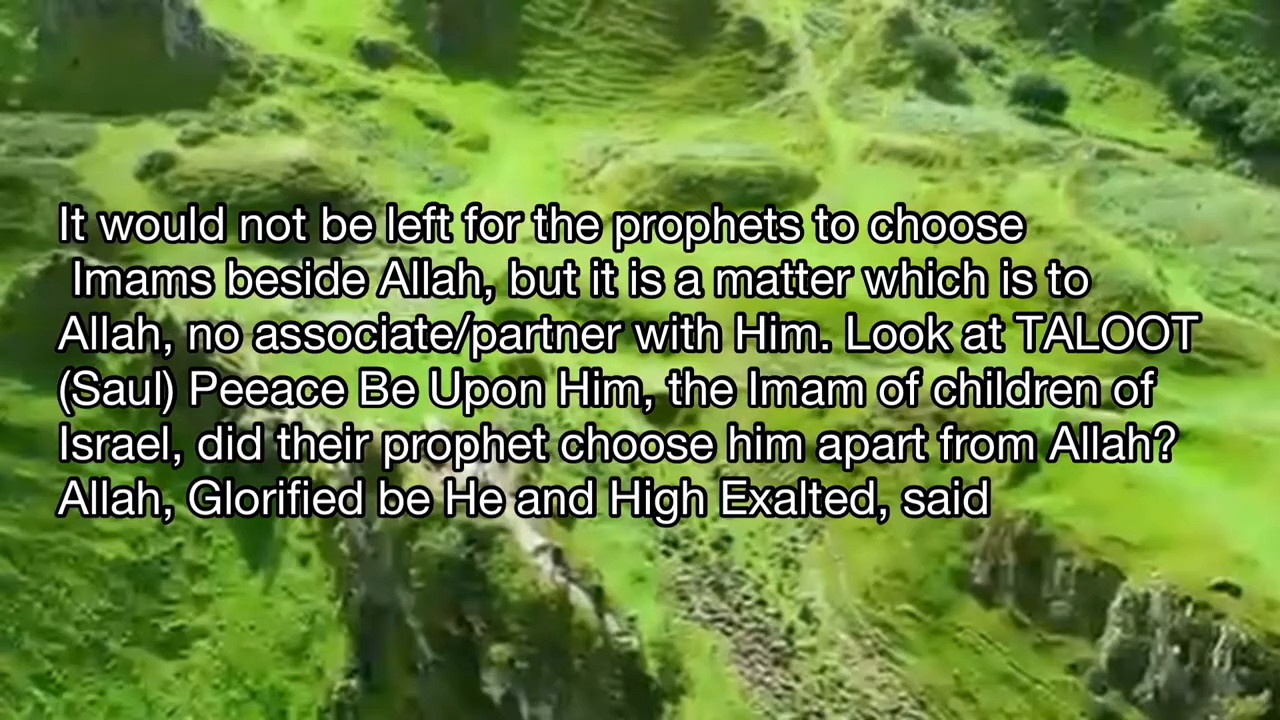 It would not be left for the prophets to choose
Imams beside Allah, but it is a matter which is to
Allah, no associate/partner with Him. Look at TALOOT
(Saul) Peeace Be Upon Him, the Imam of children of
Israel, did their prophet choose him apart from Allah?
Allah, Glorified be He and High Exalted, said